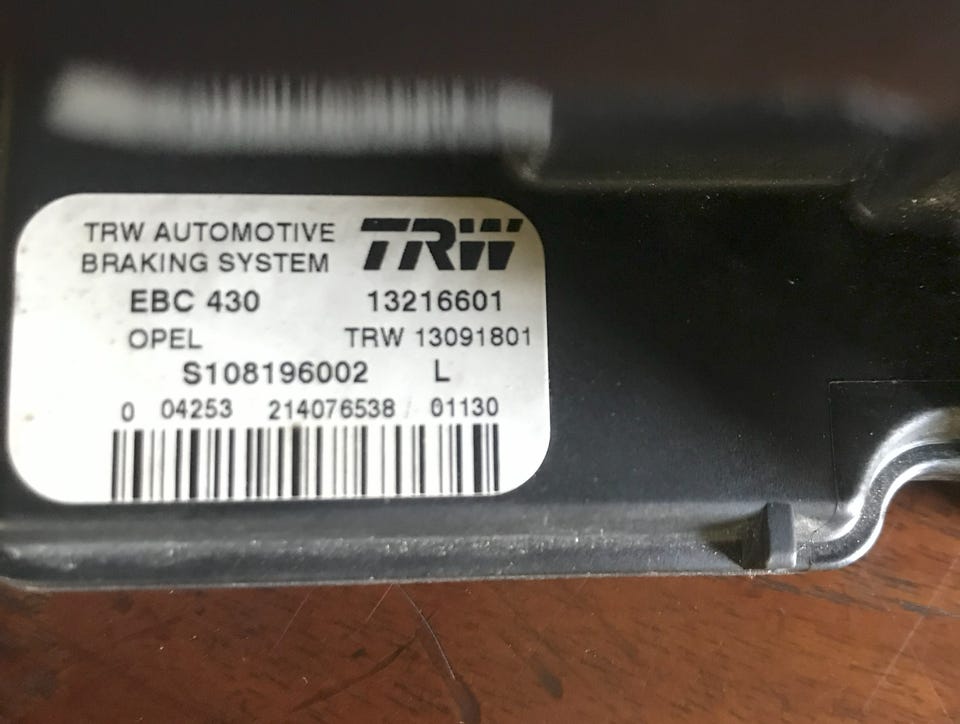 TRW AUTOMOTIVE TRW
BRAKING SYSTEM
EBC 430 13216601
OPEL TRW 13091801
S108196002 L
0 04253 214076538 01130